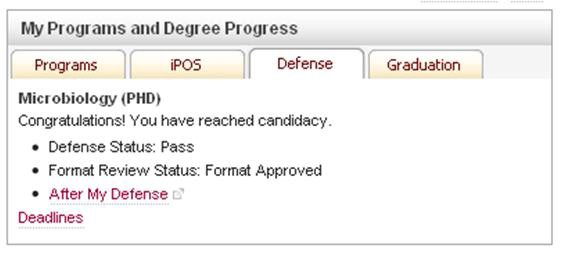 My Programs and Degree Progress
Programs iPOS Defense Graduation
Microbiology (PHD)
Congratulations! You have reached candidacy.
Defense Status: Pass
Format Review Status: Format Approved
After My Defense
Deadlines